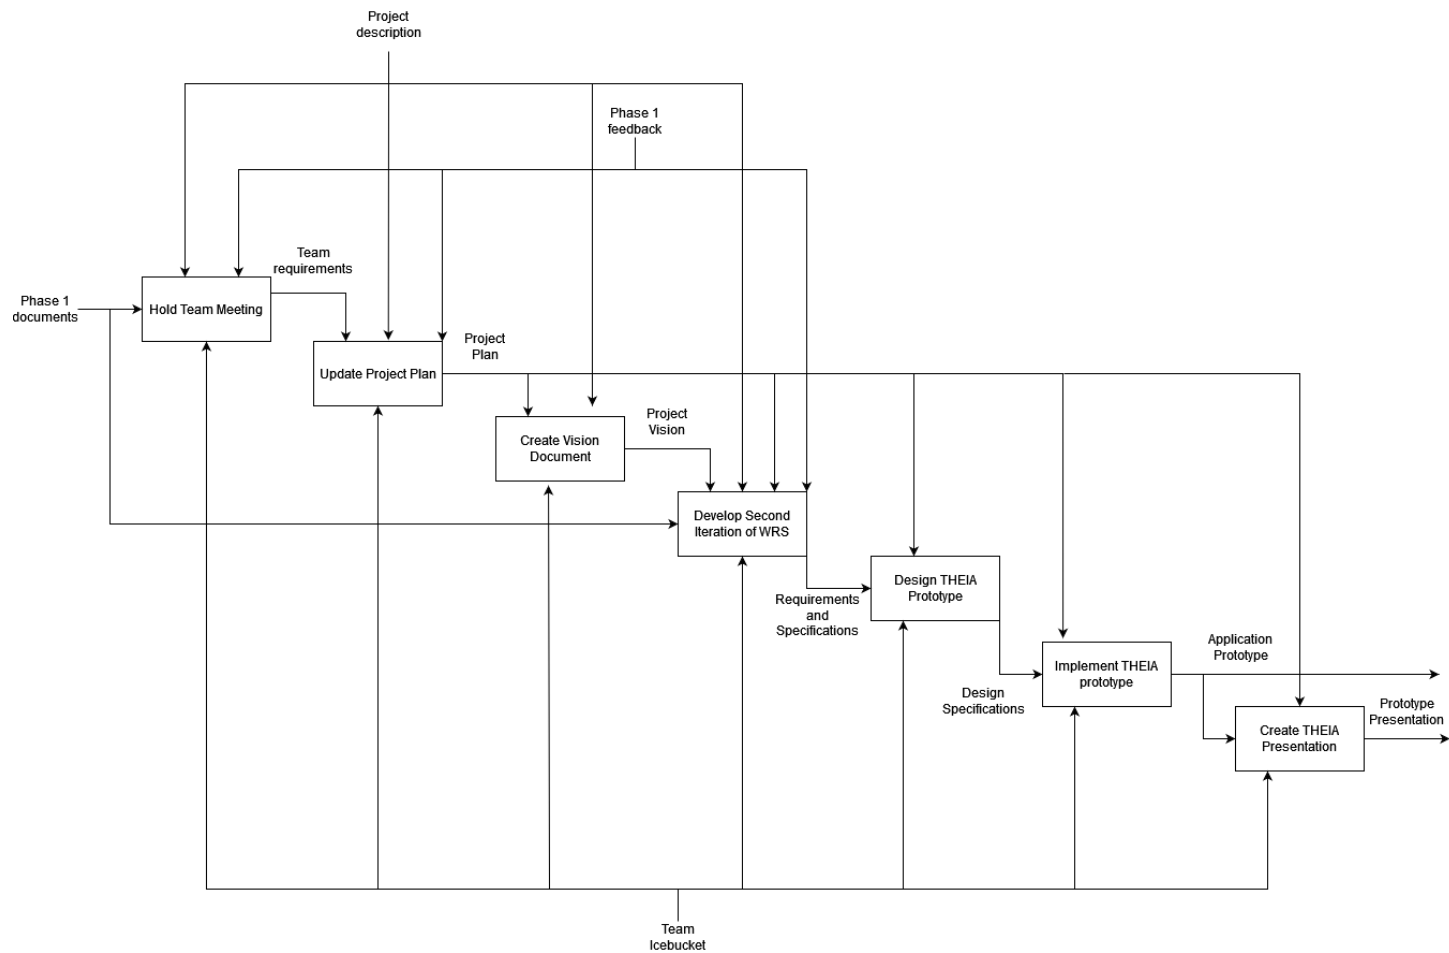 Project
description
Phase 1
feedback
Team
requirements
Phase 1
documents
Hold Team Meeting
Project
Plan
Update Project Plan
Project
Vision
Create Vision
Document
Develop Second
Iteration of WRS
Requirements
and
Specifications
Design THEIA
Prototype
Design
Specifications
Implement THEIA
prototype
Application
Prototype
Create THEIA
Presentation
Prototype
Presentation
Team
Icebucket